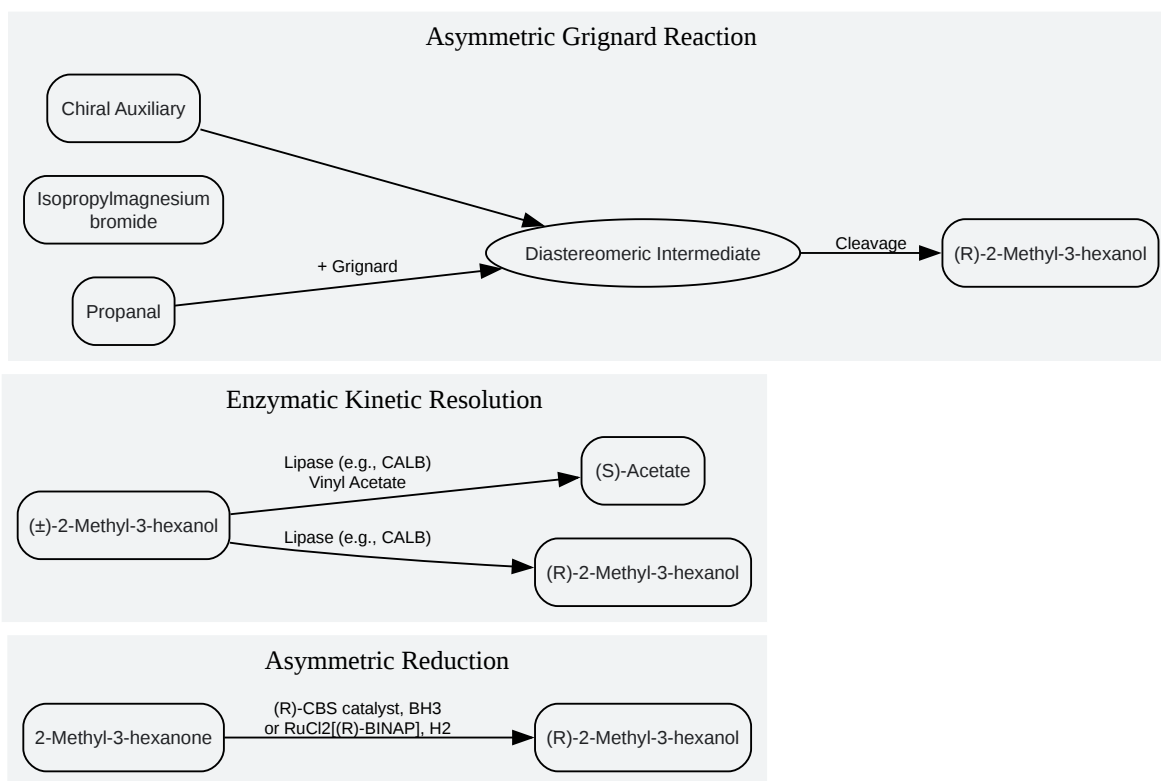 Asymmetric Grignard Reaction
Chiral Auxiliary
Isopropylmagnesium
bromide
+ Grignard
Propanal
Diastereomeric Intermediate
Cleavage
(R)-2-Methyl-3-hexanol
Enzymatic Kinetic Resolution
(±)-2-Methyl-3-hexanol
Lipase (e.g., CALB)
Vinyl Acetate
(S)-Acetate
Lipase (e.g., CALB)
(R)-2-Methyl-3-hexanol
Asymmetric Reduction
2-Methyl-3-hexanone
(R)-CBS catalyst, BH3
or RuCl2[(R)-BINAP], H2
(R)-2-Methyl-3-hexanol